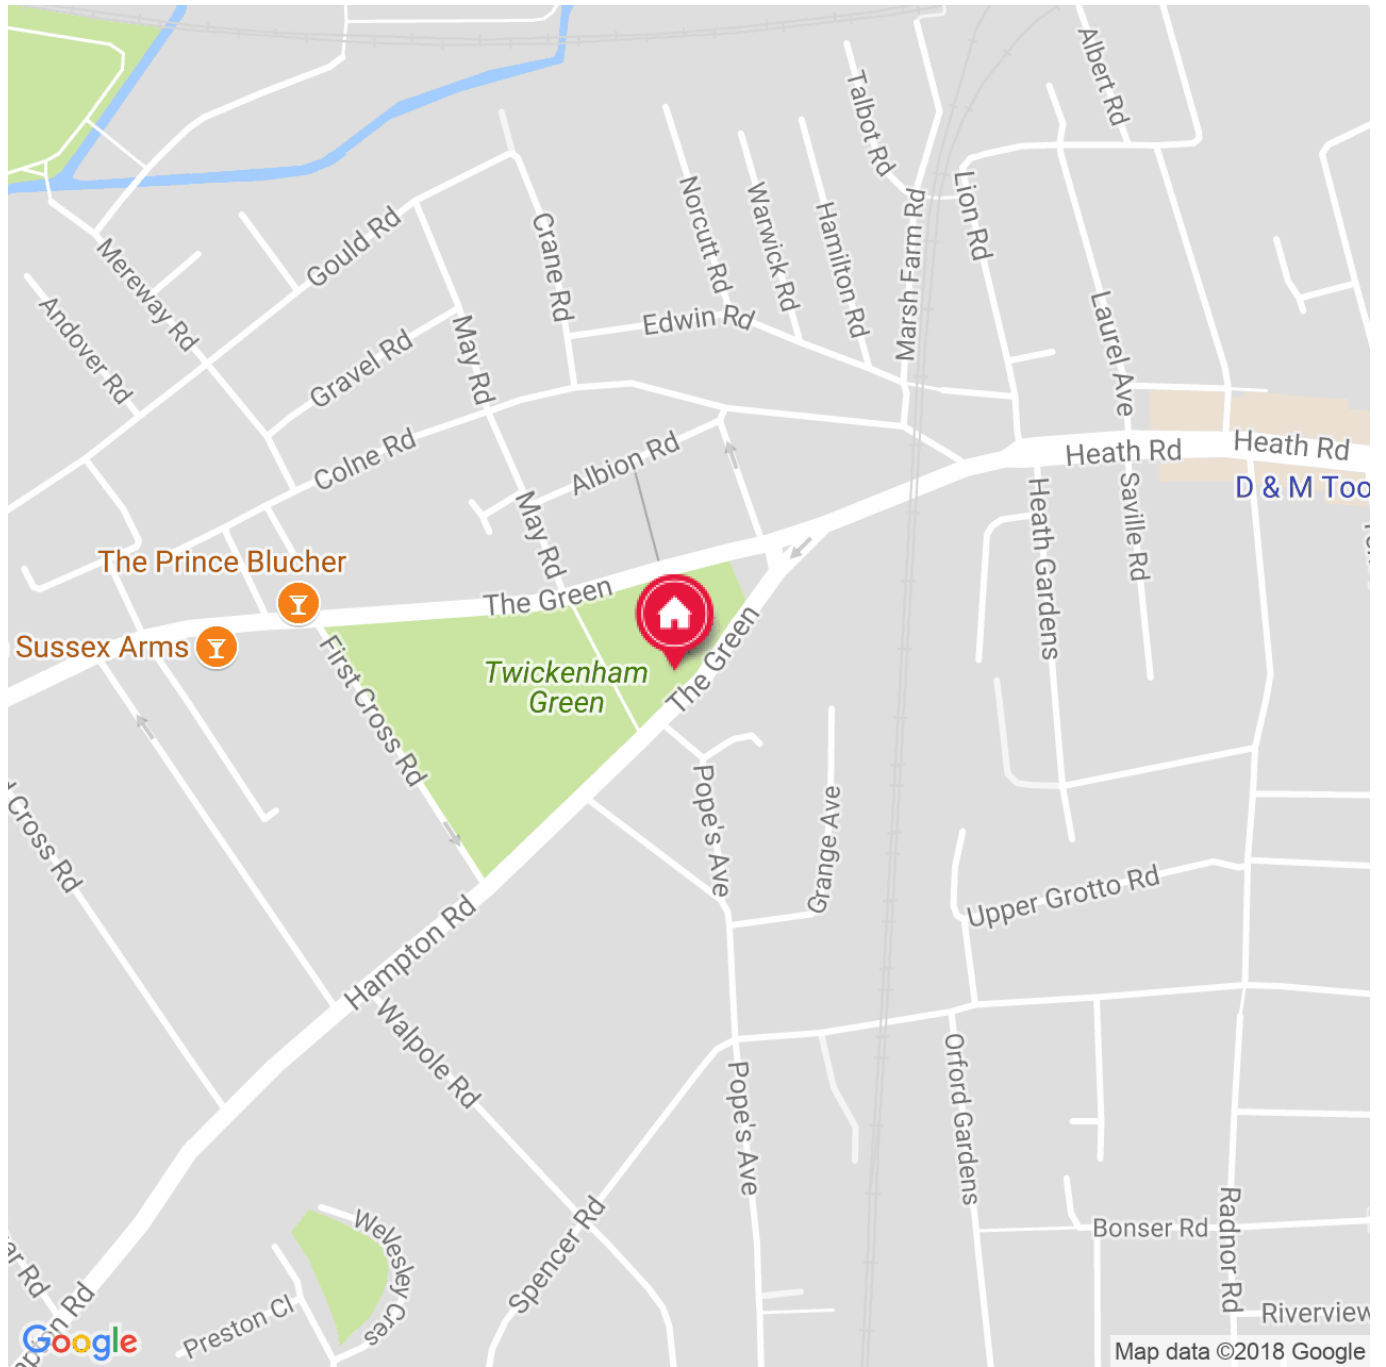 Albert Rd
Talbot Rd
Norcutt Rd
Warwick Rd
Hamilton Rd
Marsh Farm Rd
Lion Rd
Gould Rd
Crane Rd
Mereway Rd
Andover Rd
Gravel Rd
May Rd
Edwin Rd
Laurel Ave
Colne Rd
Albion Rd
Heath Rd
Heath Rd
D & M Too
May Rd
Heath Gardens
Saville Rd
The Prince Blucher
The Green
Sussex Arms
First Cross Rd
Twickenham
Green
The Green
Pope's Ave
Grange Ave
Cross Rd
Upper Grotto Rd
Hampton Rd
Walpole Rd
Orford Gardens
Pope's Ave
Radnor Rd
Bonser Rd
Wellesley Cres
Spencer Rd
Preston Cl
Riverview
Rd
Rd
Google
Map data ©2018 Google